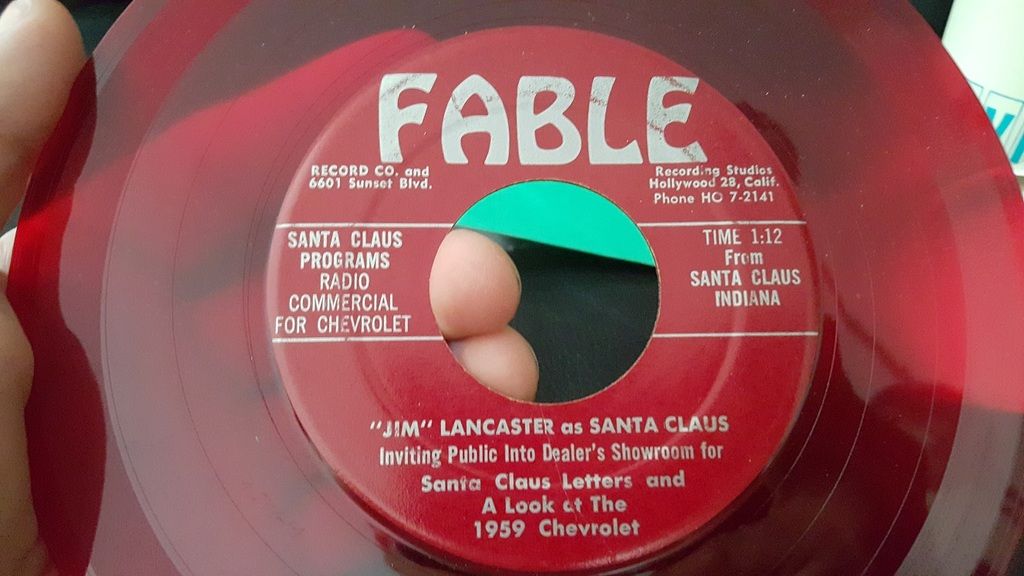 FABLE
RECORD CO. and
6601 Sunset Blvd.
Recording Studios
Hollywood 28, Calif.
Phone HO 7-2141
SANTA CLAUS
PROGRAMS
RADIO
COMMERCIAL
FOR CHEVROLET
TIME 1:12
From
SANTA CLAUS
INDIANA
"JIM" LANCASTER as SANTA CLAUS
Inviting Public Into Dealer's Showroom for
Santa Claus Letters and
A Look at The
1959 Chevrolet